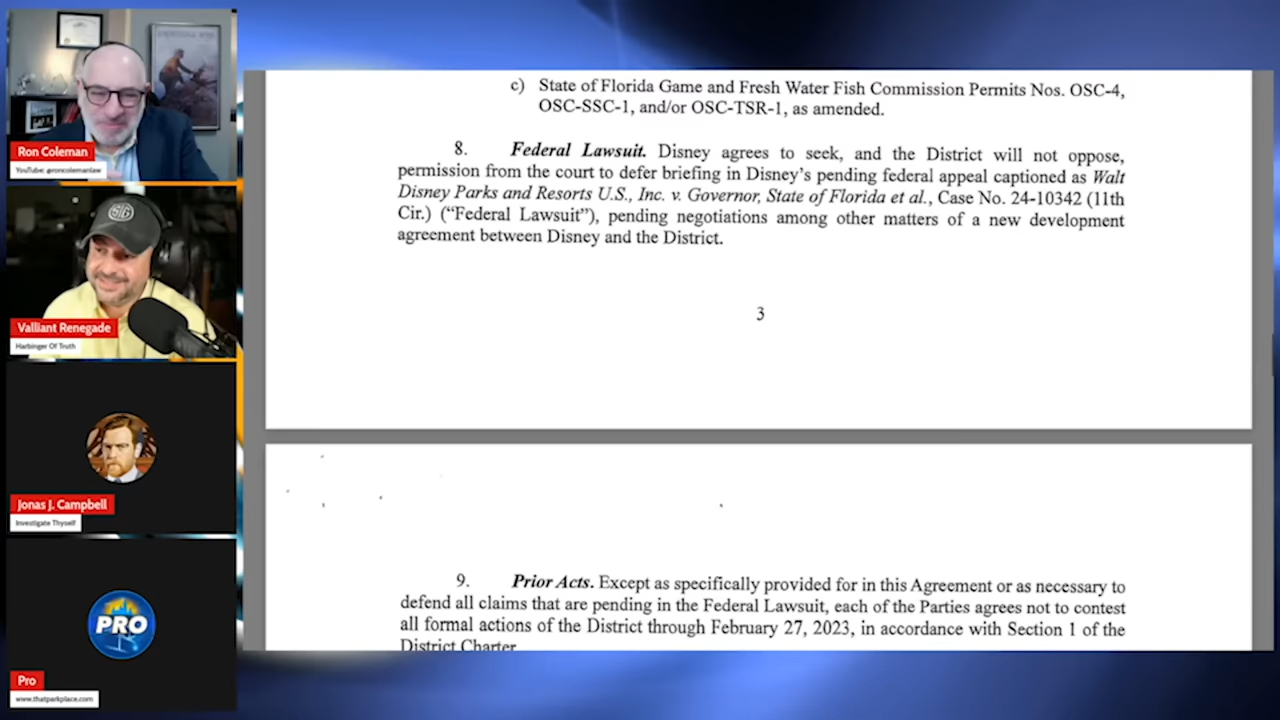 Ron Coleman
YouTube: @roncolemanlaw
SIG
Valliant Renegade
Harbinger Of Truth
Jonas J. Campbell
Investigate Thyself
PRO
Pro
www.thatparkplace.com
c) State of Florida Game and Fresh Water Fish Commission Permits Nos. OSC-4,
OSC-SSC-1, and/or OSC-TSR-1, as amended.
8. Federal Lawsuit. Disney agrees to seek, and the District will not oppose,
permission from the court to defer briefing in Disney's pending federal appeal captioned as Walt
Disney Parks and Resorts U.S., Inc. v. Governor, State of Florida et al., Case No. 24-10342 (11th
Cir.) ("Federal Lawsuit"), pending negotiations among other matters of a new development
agreement between Disney and the District.
3
9. Prior Acts. Except as specifically provided for in this Agreement or as necessary to
defend all claims that are pending in the Federal Lawsuit, each of the Parties agrees not to contest
all formal actions of the District through February 27, 2023, in accordance with Section 1 of the
District Charter